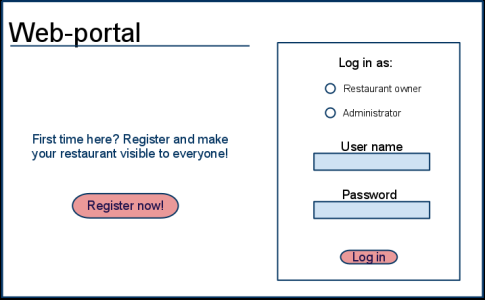 Web-portal
First time here? Register and make
your restaurant visible to everyone!
Register now!
Log in as:
Restaurant owner
Administrator
User name
Password
Log in